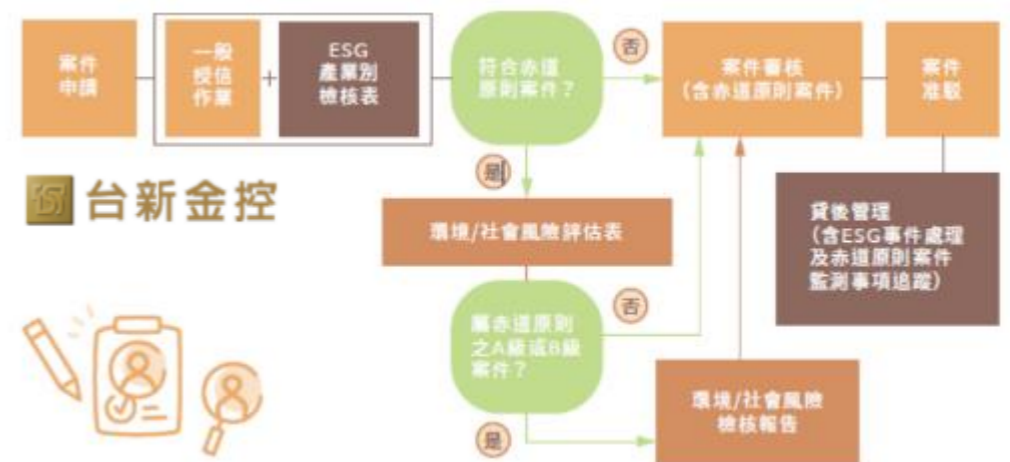 案件
申請
一般
授信
作業
+
ESG
產業別
檢核表
符合赤道
原則案件？
否
案件審核
（含赤道原則案件）
案件
准駁
是
台新金控
環境/社會風險評估表
貸後管理
（含ESG事件處理
及赤道原則案件
監測事項追蹤）
屬赤道原則
之A級或B級
案件？
否
環境/社會風險
檢核報告
是